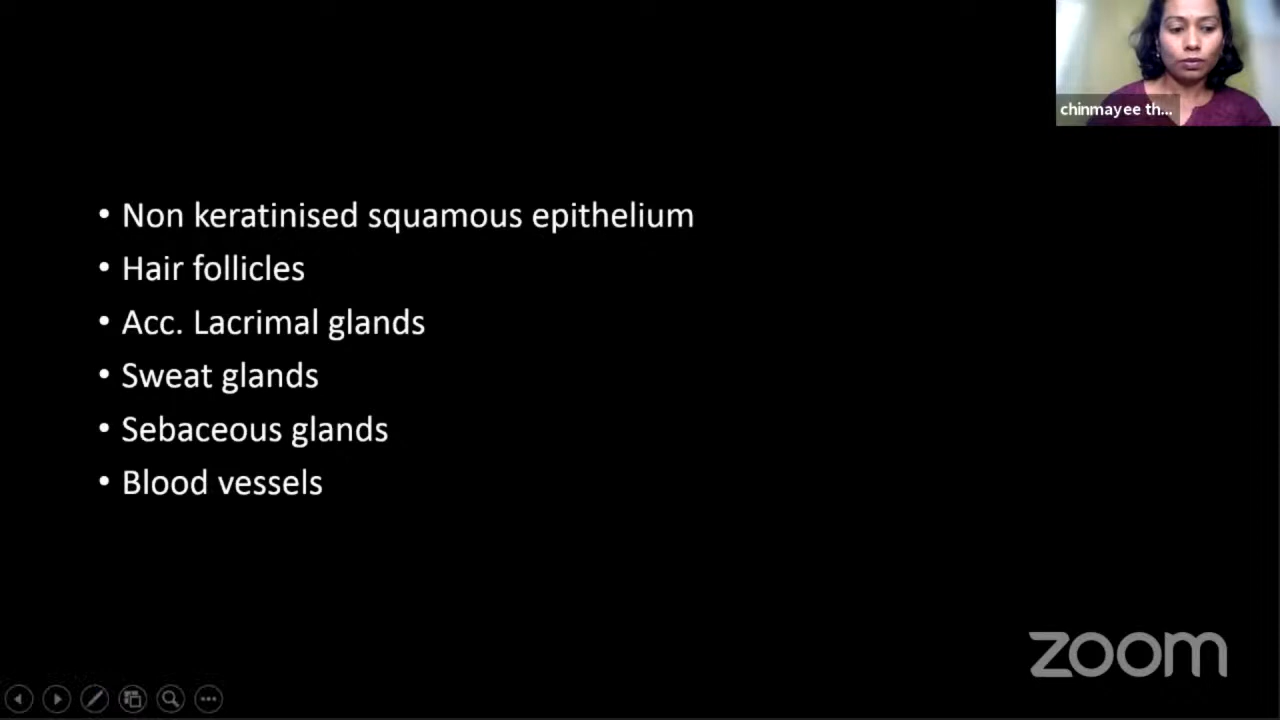 chinmayee th...
• Non keratinised squamous epithelium
• Hair follicles
• Acc. Lacrimal glands
• Sweat glands
• Sebaceous glands
• Blood vessels
zoom